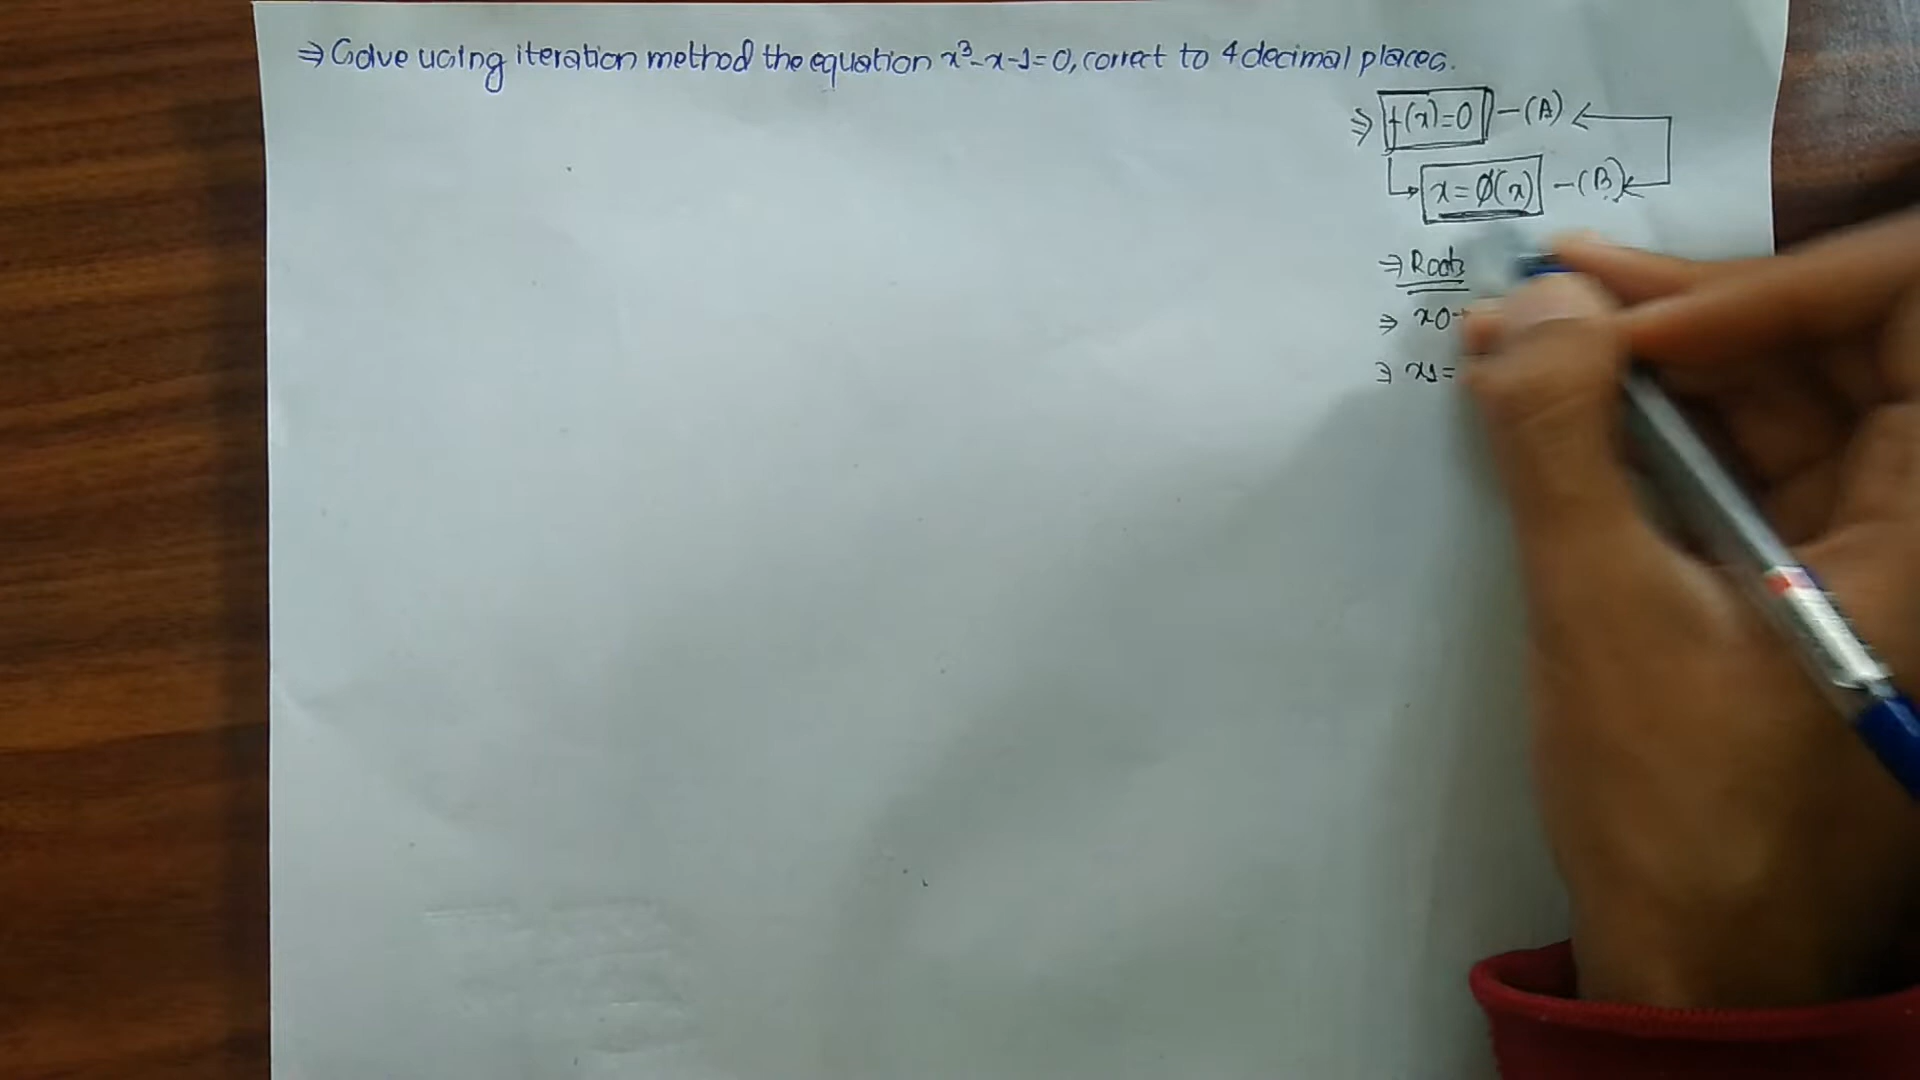 ⇒ Solve using iteration method the equation x³-x-1=0, correct to 4 decimal places.
⇒ f(x)=0 -(A)
x=Ø(x) -(B)
⇒ Roots
⇒ x0
⇒ x1=